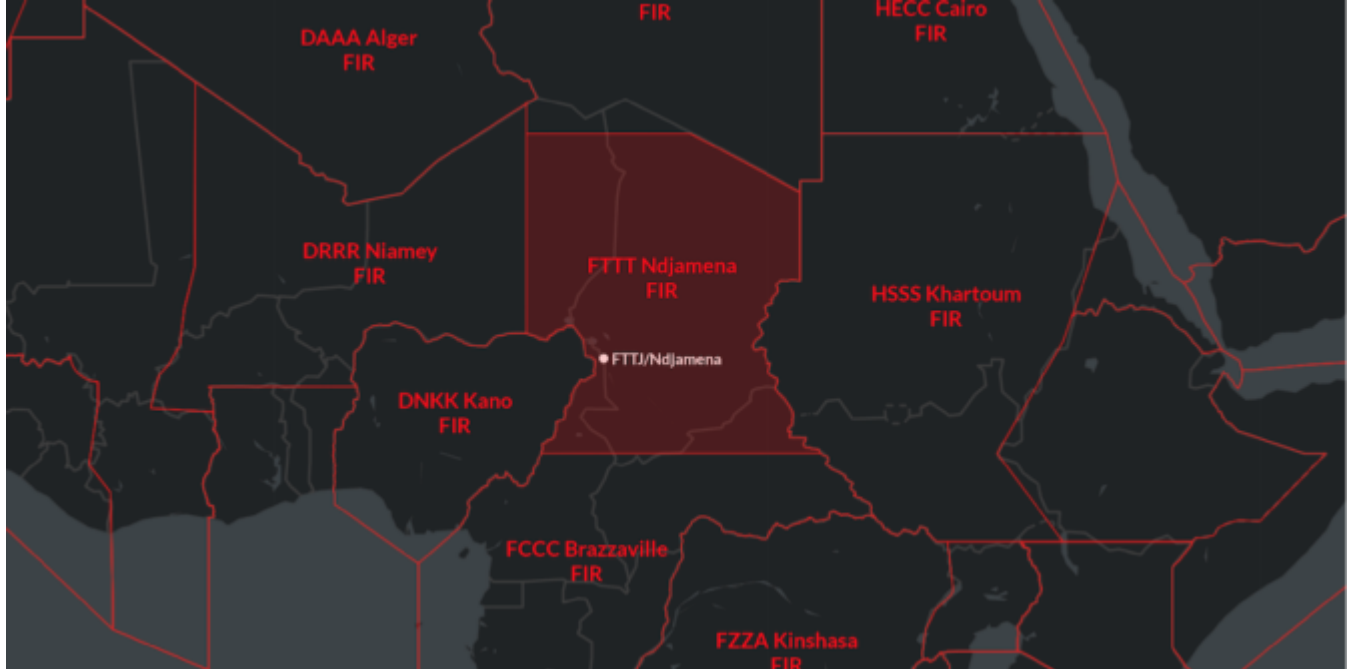 FIR
HECC Cairo
FIR
DAAA Alger
FIR
DRRR Niamey
FIR
FTTT Ndjamena
FIR
HSSS Khartoum
FIR
FTTJ/Ndjamena
DNKK Kano
FIR
FCCC Brazzaville
FIR
FZZA Kinshasa
FIR